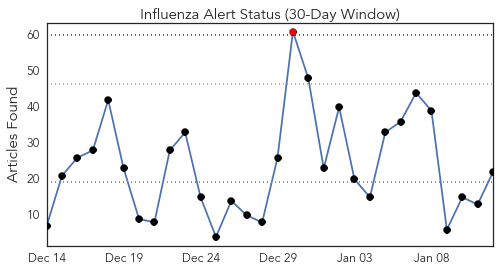 Influenza Alert Status (30-Day Window)
Articles Found
60
50
40
30
20
10
Dec 14 Dec 19 Dec 24 Dec 29 Jan 03 Jan 08